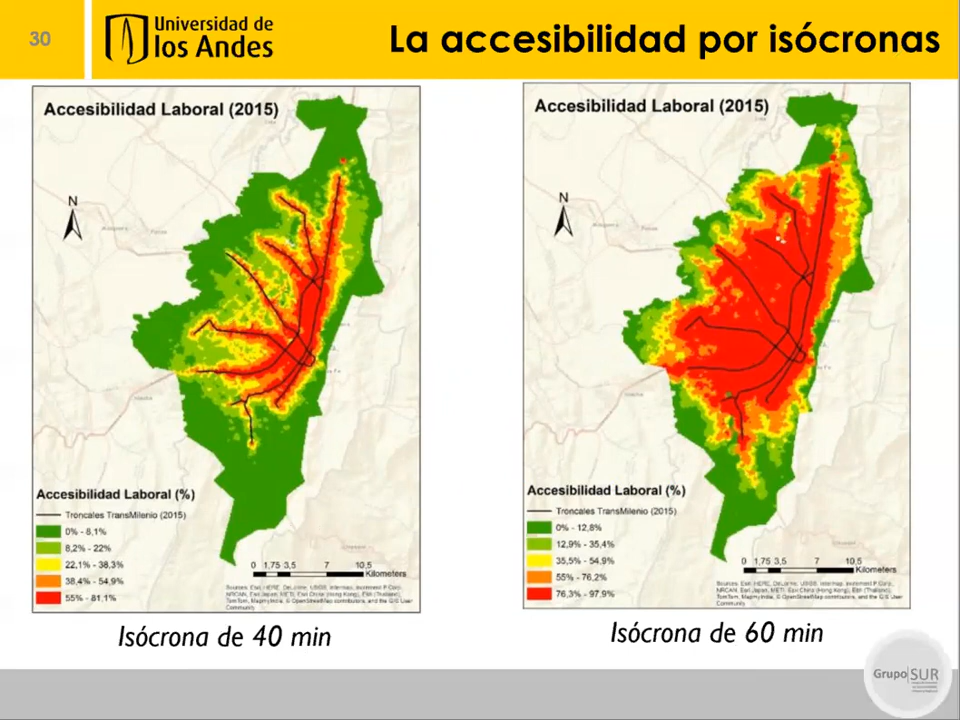 30
Universidad de
los Andes
La accesibilidad por isócronas
Accesibilidad Laboral (2015)
N
Accesibilidad Laboral (%)
Troncales TransMilenio (2015)
0% - 8,1%
8,2% - 22%
22,1% - 38,3%
38,4% - 54,9%
55% - 81,1%
0 1,75 3,5 7 10,5
Kilometers
Isócrona de 40 min
Accesibilidad Laboral (2015)
N
Accesibilidad Laboral (%)
Troncales TransMilenio (2015)
0% - 12,8%
12,9% - 35,4%
35,5% - 54,9%
55% - 76,2%
76,3% - 97,9%
0 1,75 3,5 7 10,5
Kilometers
Isócrona de 60 min
Grupo SUR